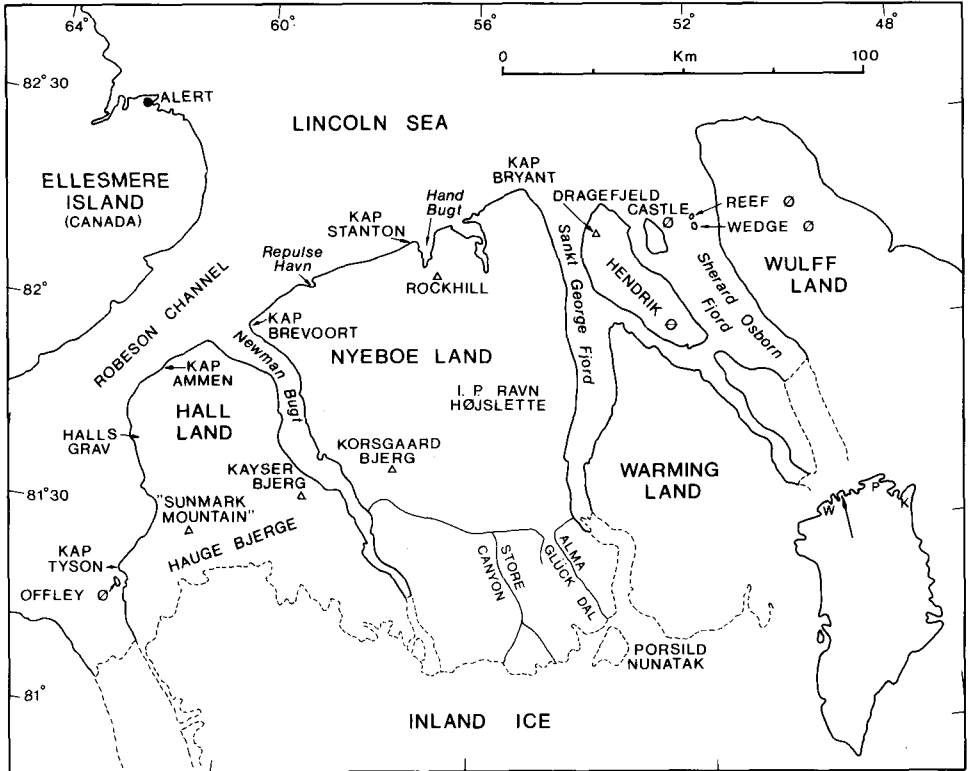 64°
60°
56°
52°
48°
0 Km 100
82° 30
ALERT
LINCOLN SEA
ELLESMERE
ISLAND
(CANADA)
KAP
BRYANT
Hand
Bugt
DRAGEFJELD
CASTLE
Ø
REEF Ø
WEDGE Ø
KAP
STANTON
Repulse
Havn
82°
ROCKHILL
Sankt George Fjord
HENDRIK Ø
Sherard Osborn
Fjord
WULFF
LAND
ROBESON CHANNEL
KAP
BREVOORT
Newman Bugt
NYEBOE LAND
KAP
AMMEN
HALL
LAND
I. P. RAVN
HØJSLETTE
HALLS
GRAV
KORSGAARD
BJERG
KAYSER
BJERG
WARMING
LAND
81° 30
"SUNMARK
MOUNTAIN"
HAUGE BJERGE
KAP
TYSON
OFFLEY Ø
STORE
CANYON
ALMA
GLÜCK DAL
W
P
K
PORSILD
NUNATAK
81°
INLAND ICE